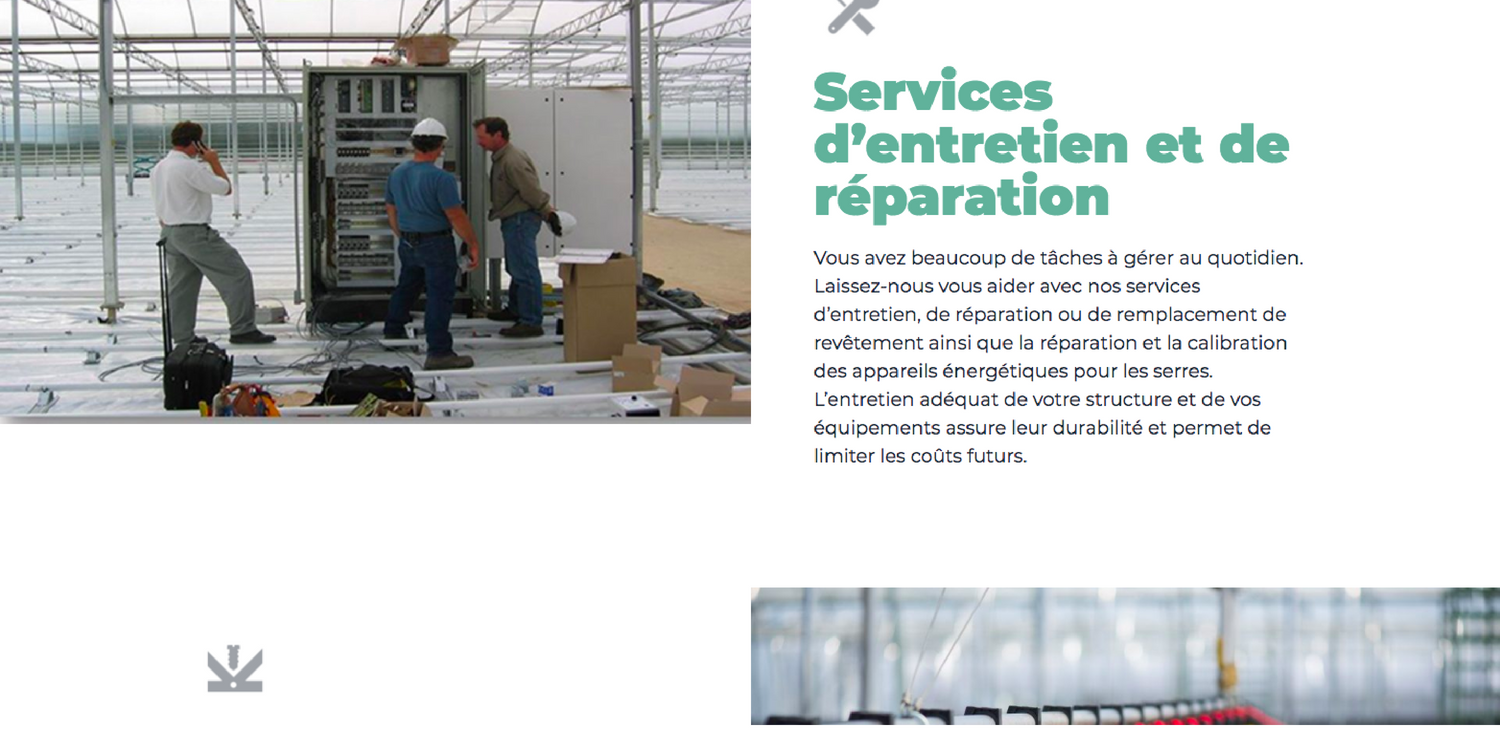 Services
d’entretien et de
réparation
Vous avez beaucoup de tâches à gérer au quotidien.
Laissez-nous vous aider avec nos services
d’entretien, de réparation ou de remplacement de
revêtement ainsi que la réparation et la calibration
des appareils énergétiques pour les serres.
L’entretien adéquat de votre structure et de vos
équipements assure leur durabilité et permet de
limiter les coûts futurs.